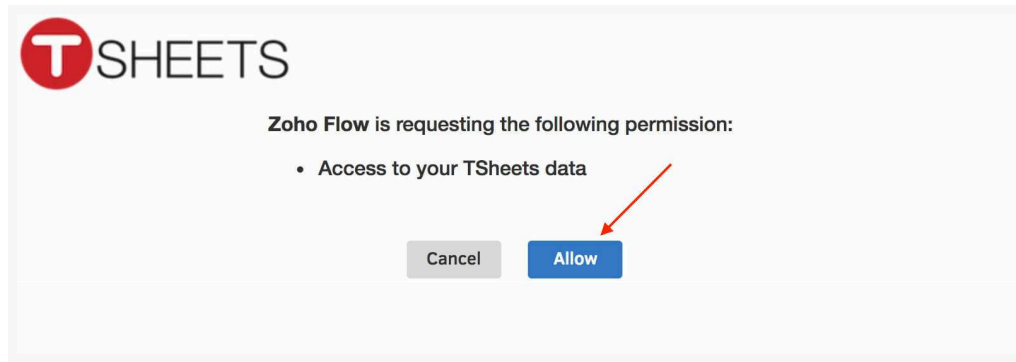 TSHEETS
Zoho Flow is requesting the following permission:
• Access to your TSheets data
Cancel
Allow